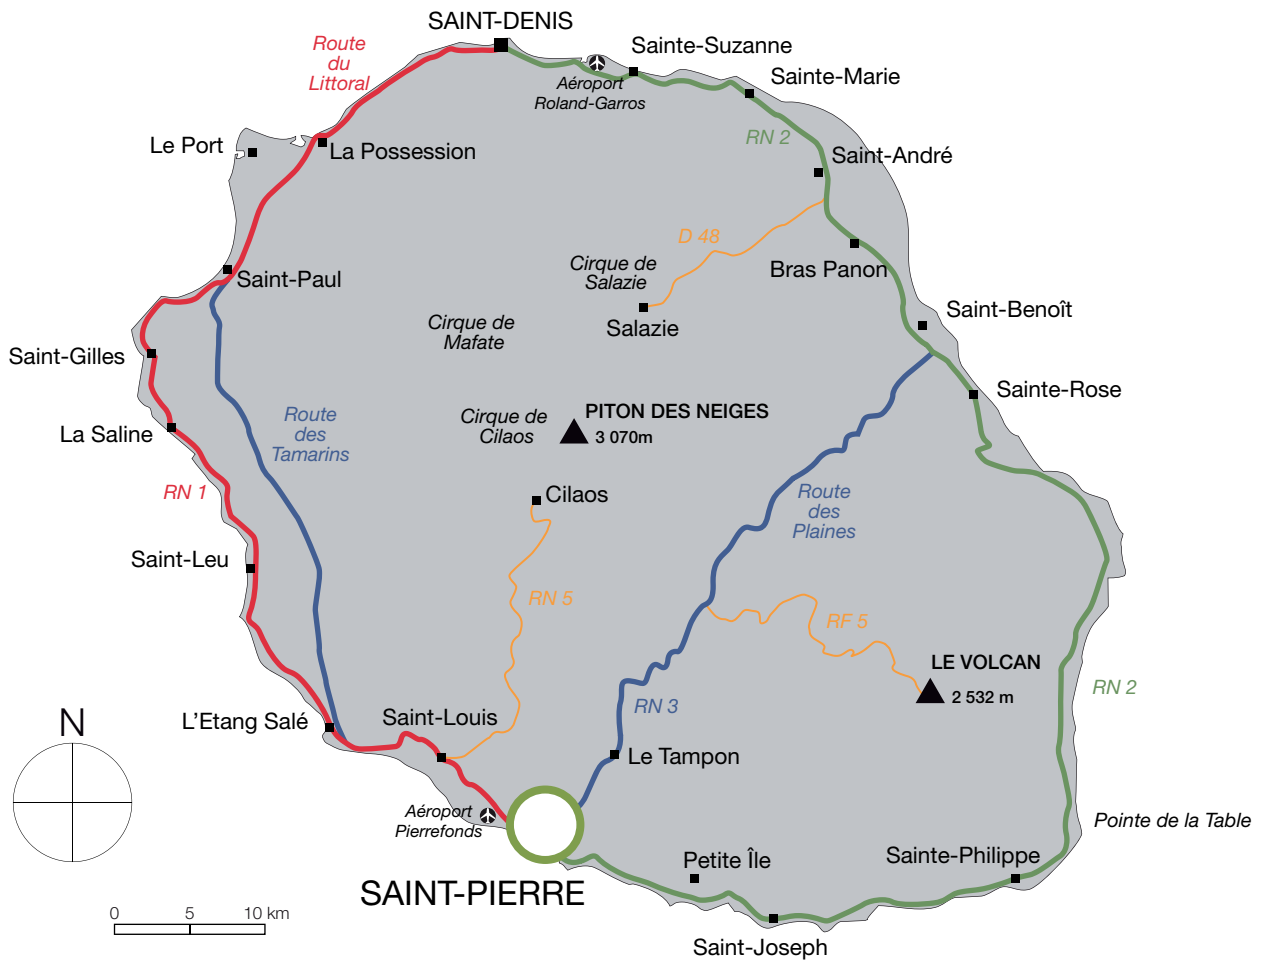 SAINT-DENIS
Route
du
Littoral
Sainte-Suzanne
Aéroport
Roland-Garros
Sainte-Marie
RN 2
Le Port
La Possession
Saint-André
D 48
Cirque de
Salazie
Bras Panon
Saint-Paul
Salazie
Saint-Benoît
Cirque de
Mafate
Saint-Gilles
Sainte-Rose
La Saline
Route
des
Tamarins
Cirque de
Cilaos
PITON DES NEIGES
3 070m
RN 1
Cilaos
Route
des
Plaines
Saint-Leu
RN 5
RF 5
LE VOLCAN
2 532 m
RN 2
N
L'Etang Salé
Saint-Louis
RN 3
Le Tampon
Aéroport
Pierrefonds
Pointe de la Table
SAINT-PIERRE
Petite Île
Sainte-Philippe
0 5 10 km
Saint-Joseph